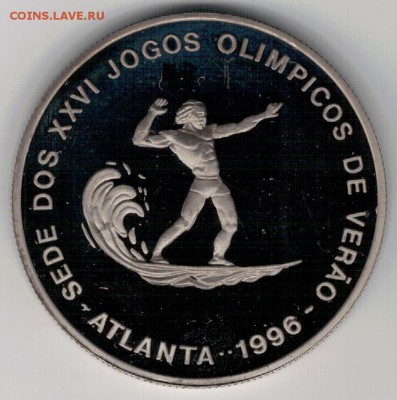 COINS.LAVE.RU
SEDE DOS XXVI JOGOS OLIMPICOS DE VERÃO
- ATLANTA · 1996 -